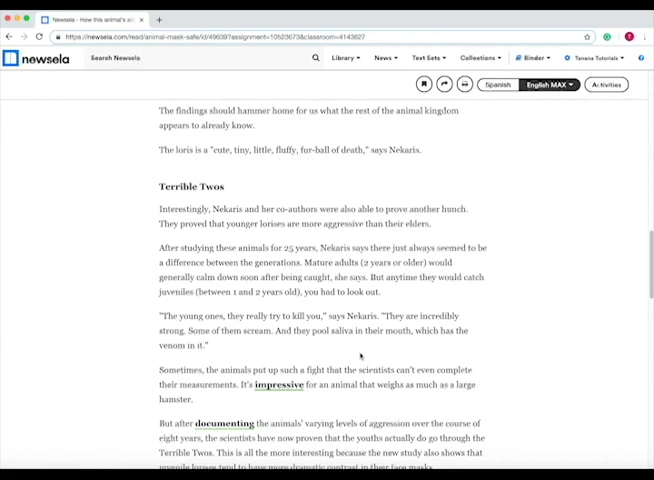 Newsela - How this animal's
https://newsela.com/read/animal-mask-safe/id/49639?assignment=10523673&classroom=4143827
T
newsela
Search Newsela
Library
News
Text Sets
Collections
Binder
Tanana Tutorials
Spanish
English MAX
Activities
The findings should hammer home for us what the rest of the animal kingdom
appears to already know.
The loris is a "cute, tiny, little, fluffy, fur-ball of death," says Nekaris.
Terrible Twos
Interestingly, Nekaris and her co-authors were also able to prove another hunch.
They proved that younger lorises are more aggressive than their elders.
After studying these animals for 25 years, Nekaris says there just always seemed to be
a difference between the generations. Mature adults (2 years or older) would
generally calm down soon after being caught, she says. But anytime they would catch
juveniles (between 1 and 2 years old), you had to look out.
"The young ones, they really try to kill you," says Nekaris. "They are incredibly
strong. Some of them scream. And they pool saliva in their mouth, which has the
venom in it."
Sometimes, the animals put up such a fight that the scientists can't even complete
their measurements. It's impressive for an animal that weighs as much as a large
hamster.
But after documenting the animals' varying levels of aggression over the course of
eight years, the scientists have now proven that the youths actually do go through the
Terrible Twos. This is all the more interesting because the new study also shows that
juvenile lorises tend to have more dramatic contrast in their face masks.